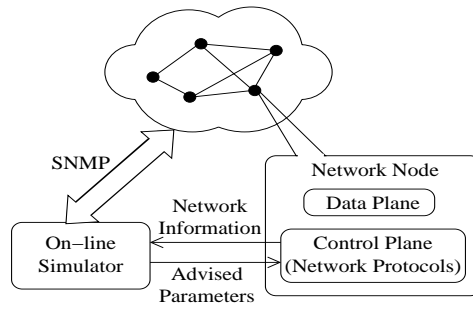 SNMP
Network Node
Data Plane
Network
Information
On-line
Simulator
Control Plane
(Network Protocols)
Advised
Parameters